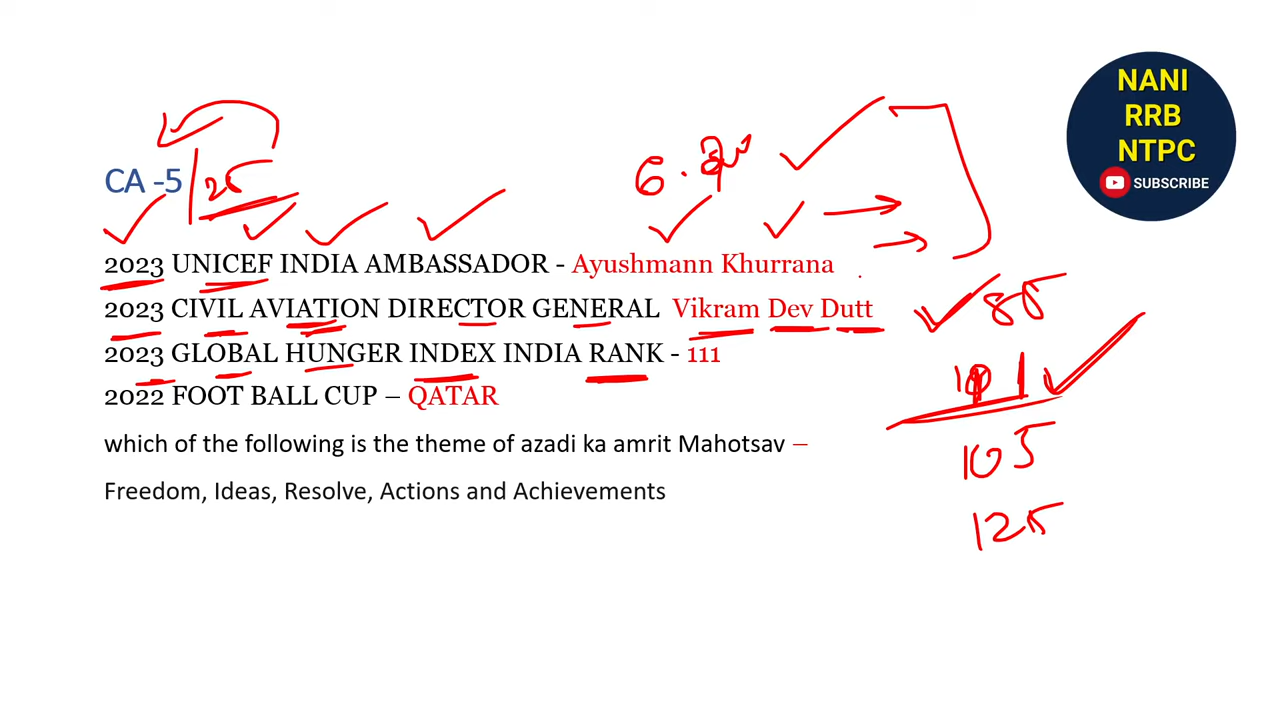 NANI
RRB
NTPC
SUBSCRIBE
CA -5
25
2023 UNICEF INDIA AMBASSADOR - Ayushmann Khurrana
2023 CIVIL AVIATION DIRECTOR GENERAL Vikram Dev Dutt
85
2023 GLOBAL HUNGER INDEX INDIA RANK - 111
2022 FOOT BALL CUP – QATAR
which of the following is the theme of azadi ka amrit Mahotsav –
105
Freedom, Ideas, Resolve, Actions and Achievements
125